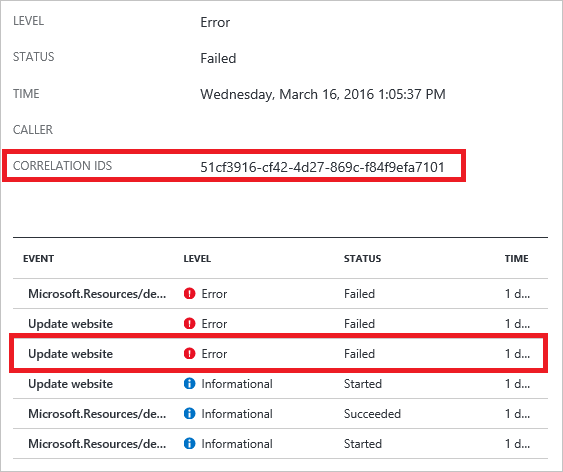 LEVEL Error
STATUS Failed
TIME Wednesday, March 16, 2016 1:05:37 PM
CALLER
CORRELATION IDS 51cf3916-cf42-4d27-869c-f84f9efa7101
EVENT LEVEL STATUS TIME
Microsoft.Resources/de... Error Failed 1 d...
Update website Error Failed 1 d...
Update website Error Failed 1 d...
Update website Informational Started 1 d...
Microsoft.Resources/de... Informational Succeeded 1 d...
Microsoft.Resources/de... Informational Started 1 d...